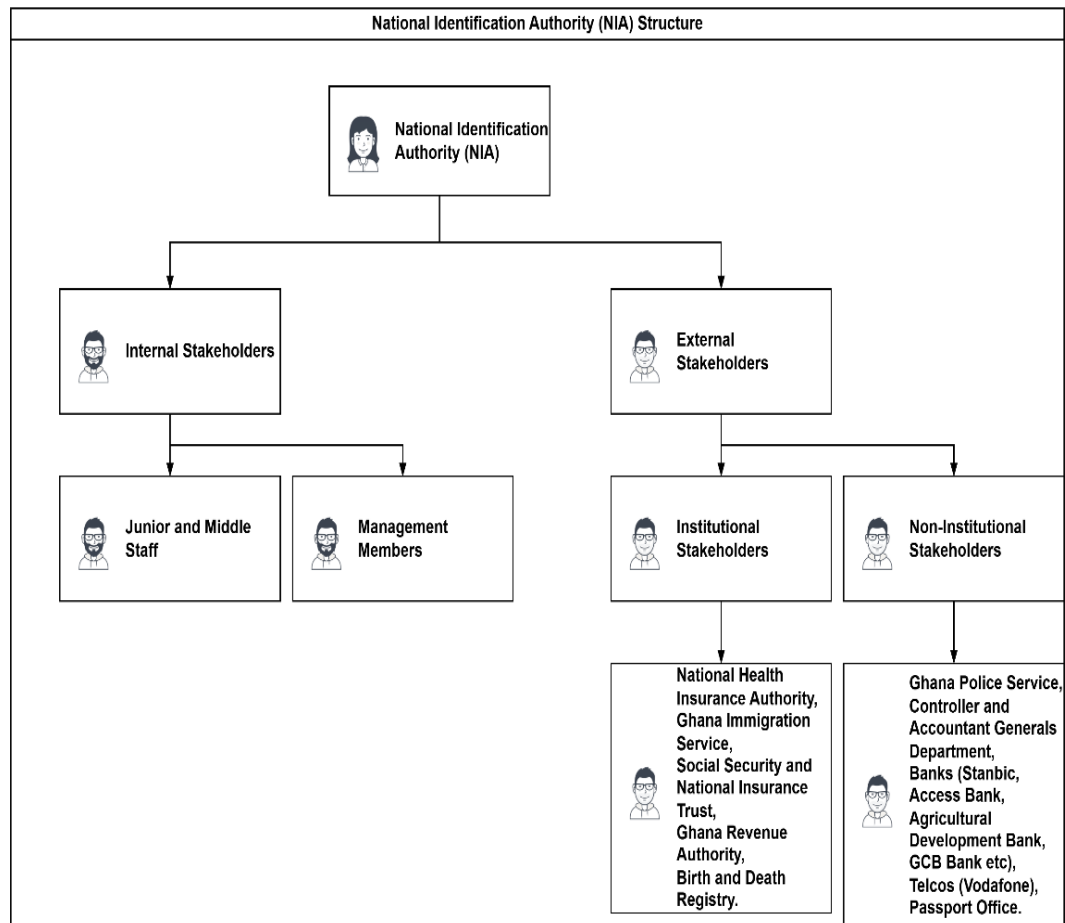 National Identification Authority (NIA) Structure
National Identification
Authority (NIA)
Internal Stakeholders
External
Stakeholders
Junior and Middle
Staff
Management
Members
Institutional
Stakeholders
Non-Institutional
Stakeholders
National Health
Insurance Authority,
Ghana Immigration
Service,
Social Security and
National Insurance
Trust,
Ghana Revenue
Authority,
Birth and Death
Registry.
Ghana Police Service,
Controller and
Accountant Generals
Department,
Banks (Stanbic,
Access Bank,
Agricultural
Development Bank,
GCB Bank etc),
Telcos (Vodafone),
Passport Office.